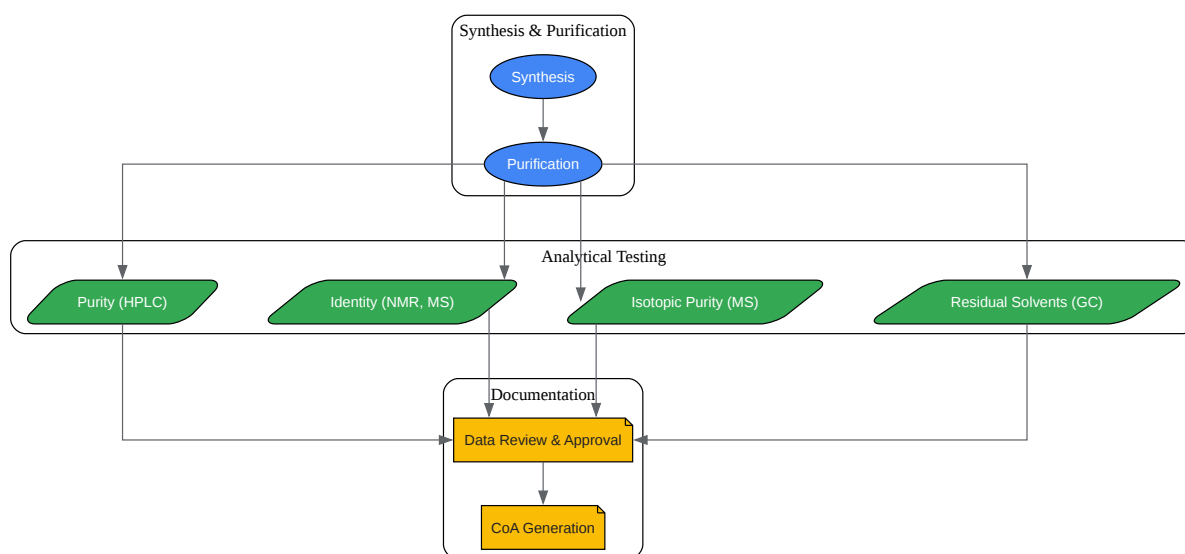 Synthesis & Purification
Synthesis
Purification
Analytical Testing
Purity (HPLC)
Identity (NMR, MS)
Isotopic Purity (MS)
Residual Solvents (GC)
Documentation
Data Review & Approval
CoA Generation